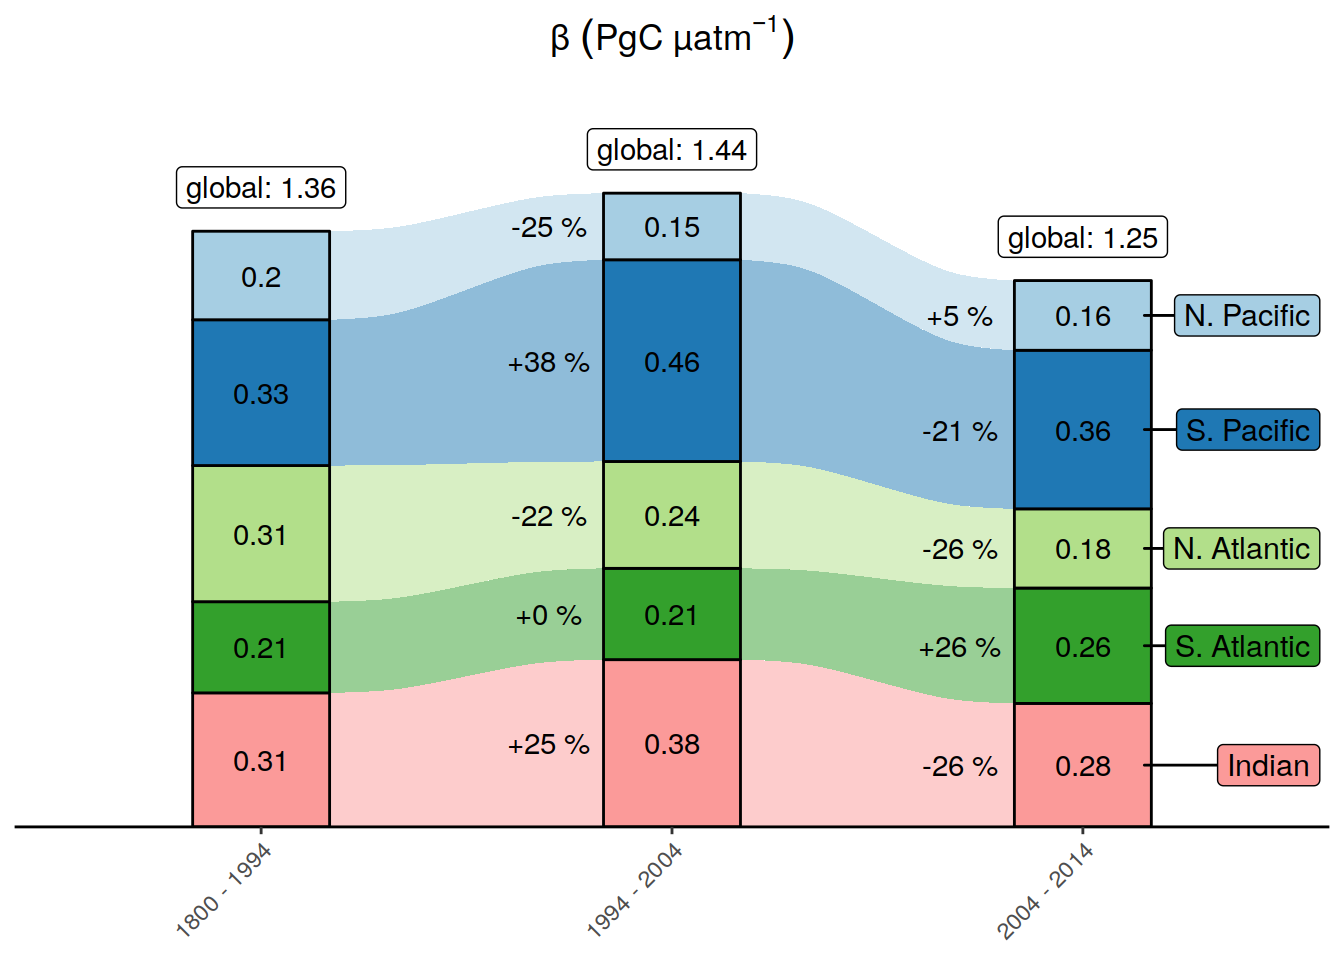 β (PgC µatm⁻¹)
global: 1.36
global: 1.44
global: 1.25
0.2
-25 %
0.15
+5 %
0.16
N. Pacific
0.33
+38 %
0.46
-21 %
0.36
S. Pacific
0.31
-22 %
0.24
-26 %
0.18
N. Atlantic
0.21
+0 %
0.21
+26 %
0.26
S. Atlantic
0.31
+25 %
0.38
-26 %
0.28
Indian
1800 - 1994
1994 - 2004
2004 - 2014